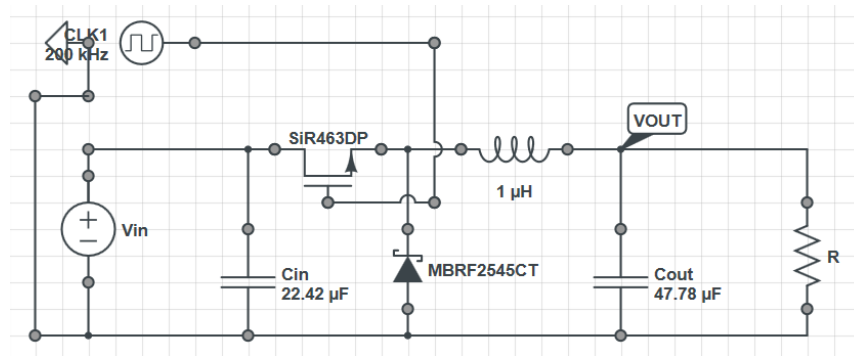 CLK1
200 kHz
SiR463DP
VOUT
1 µH
Vin
MBRF2545CT
Cin
22.42 µF
Cout
47.78 µF
R